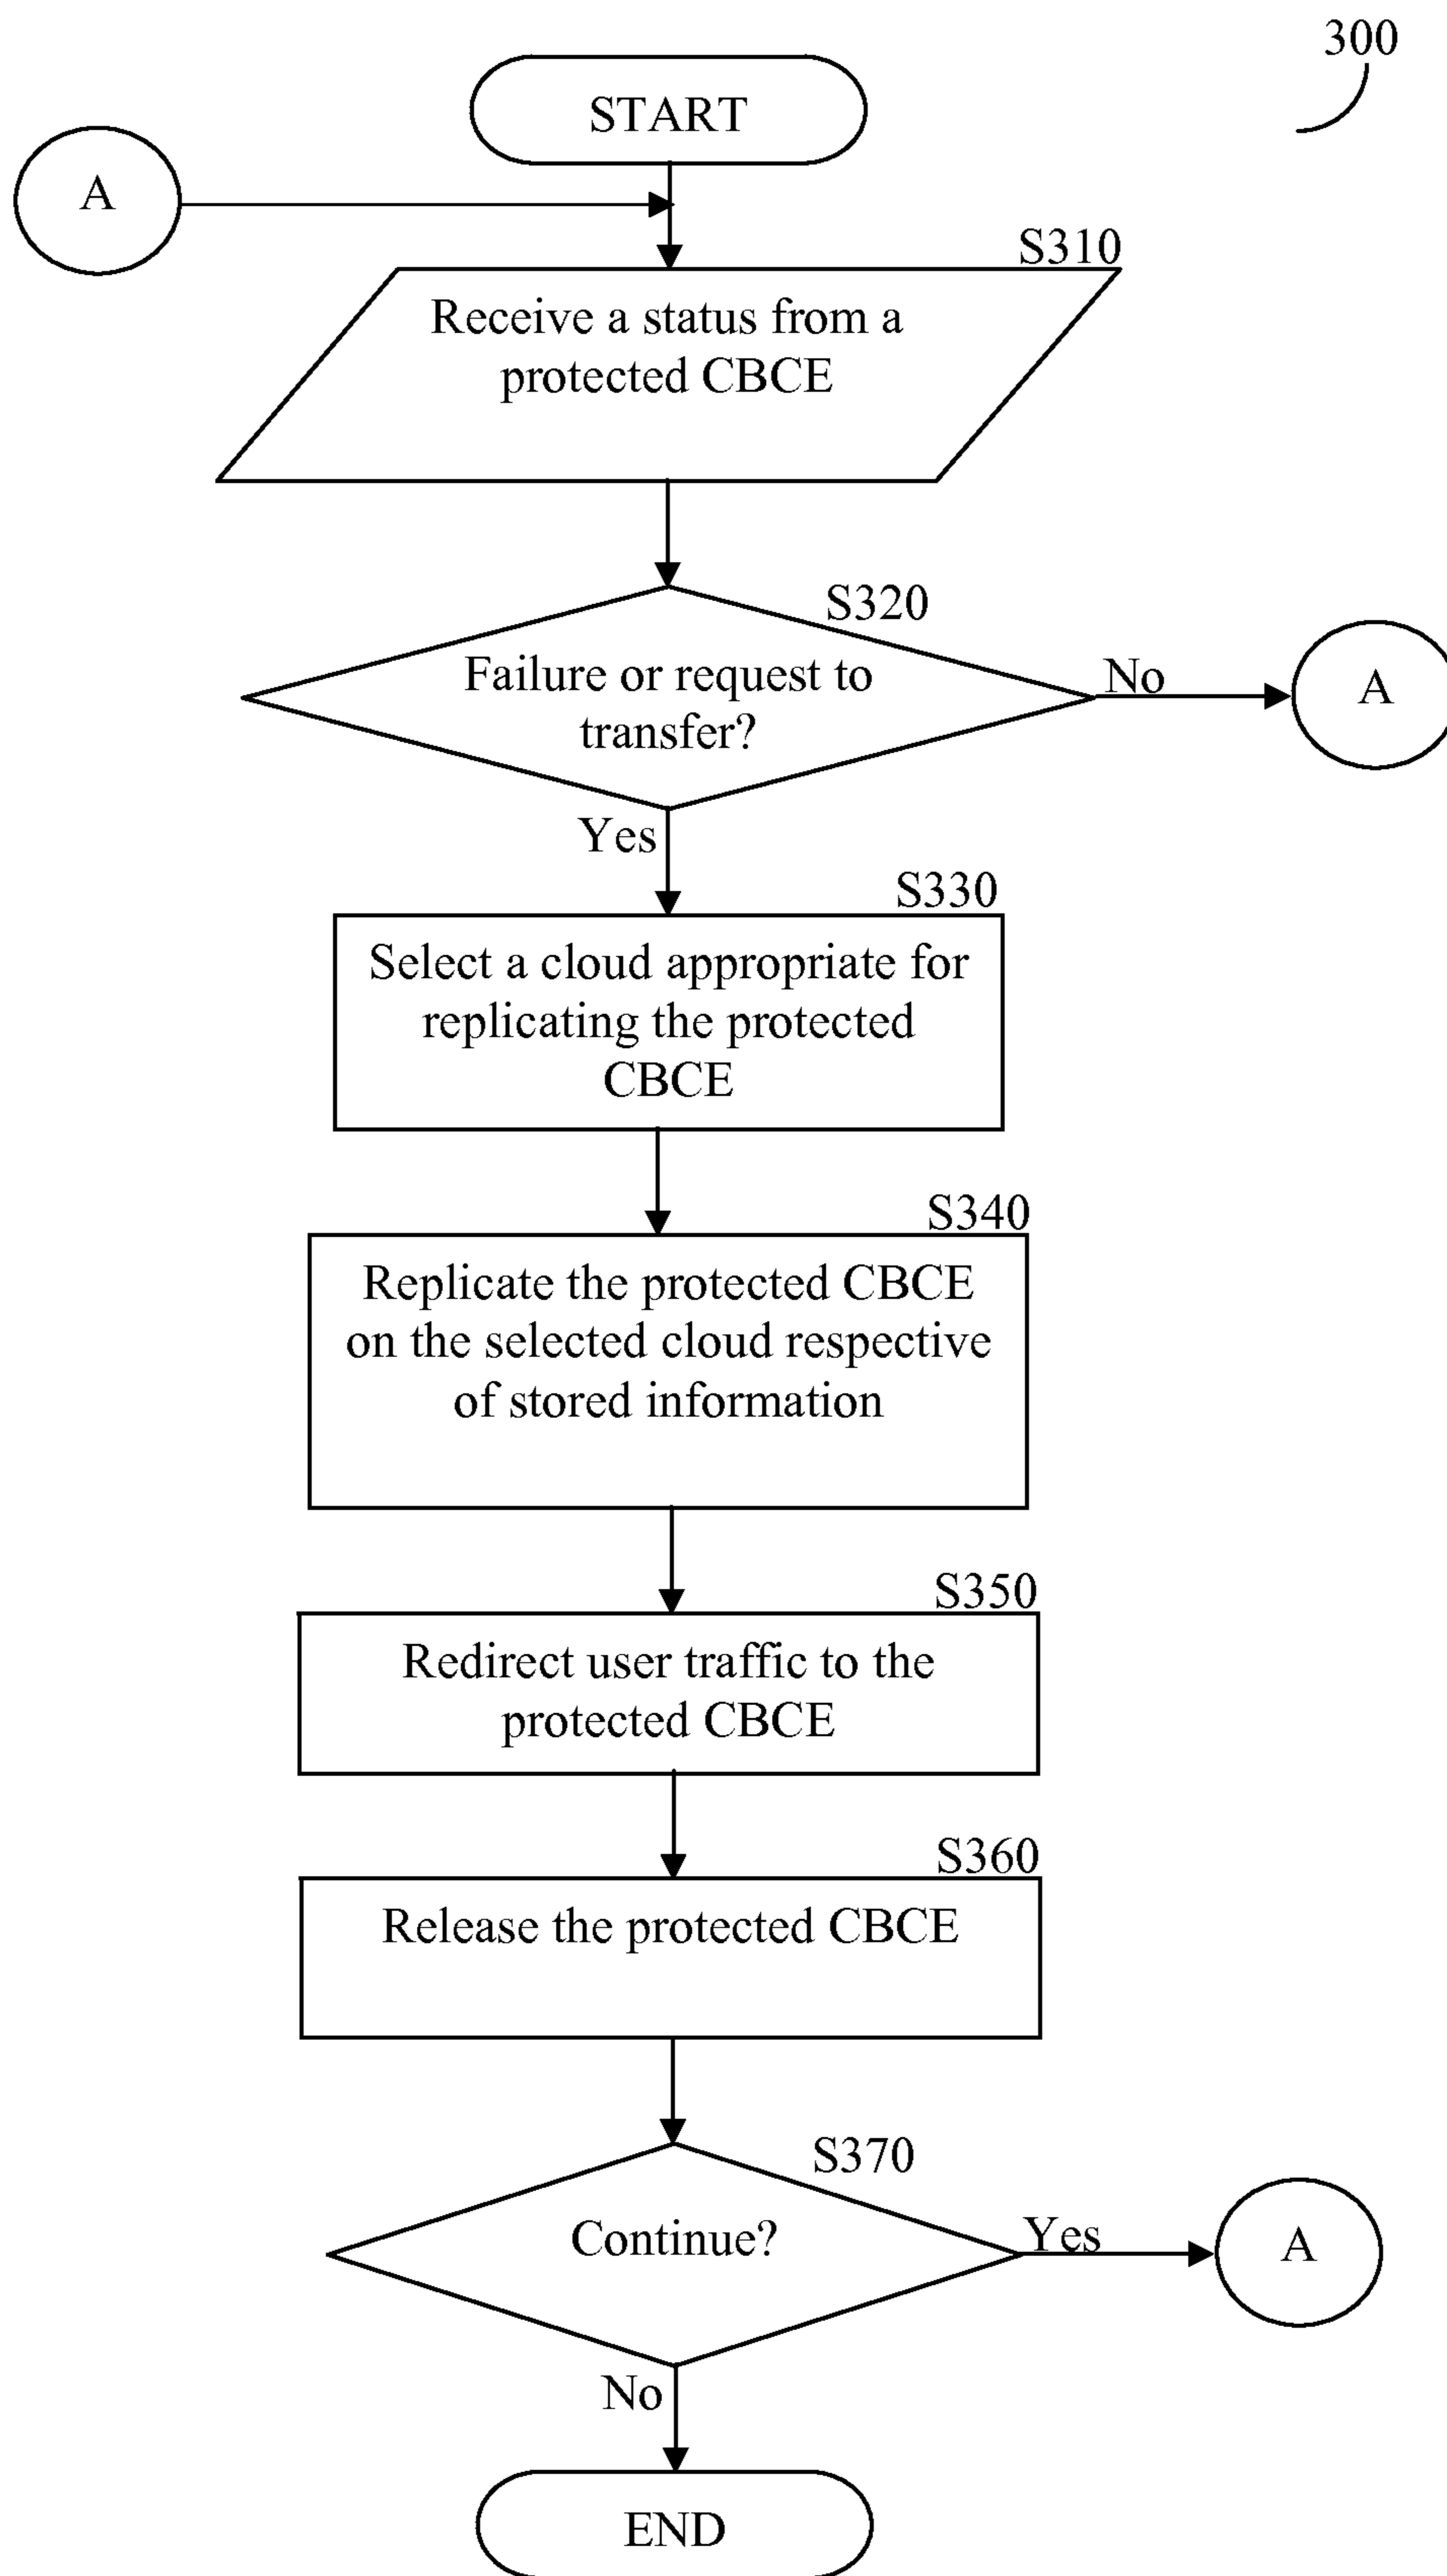 300
START
A
S310
Receive a status from a
protected CBCE
S320
Failure or request to
transfer?
No
A
Yes
S330
Select a cloud appropriate for
replicating the protected
CBCE
S340
Replicate the protected CBCE
on the selected cloud respective
of stored information
S350
Redirect user traffic to the
protected CBCE
S360
Release the protected CBCE
S370
Continue?
Yes
A
No
END